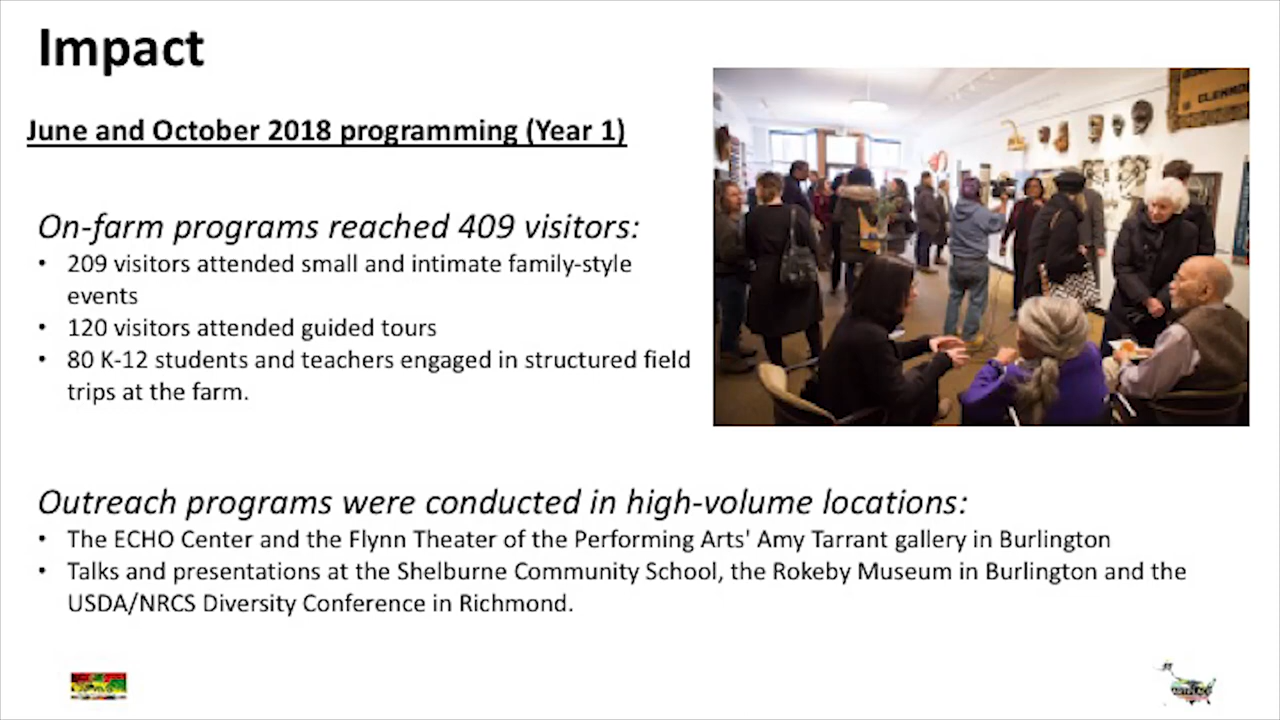 Impact
June and October 2018 programming (Year 1)
On-farm programs reached 409 visitors:
• 209 visitors attended small and intimate family-style
events
• 120 visitors attended guided tours
• 80 K-12 students and teachers engaged in structured field
trips at the farm.
Outreach programs were conducted in high-volume locations:
• The ECHO Center and the Flynn Theater of the Performing Arts' Amy Tarrant gallery in Burlington
• Talks and presentations at the Shelburne Community School, the Rokeby Museum in Burlington and the
USDA/NRCS Diversity Conference in Richmond.
ARTPLACE